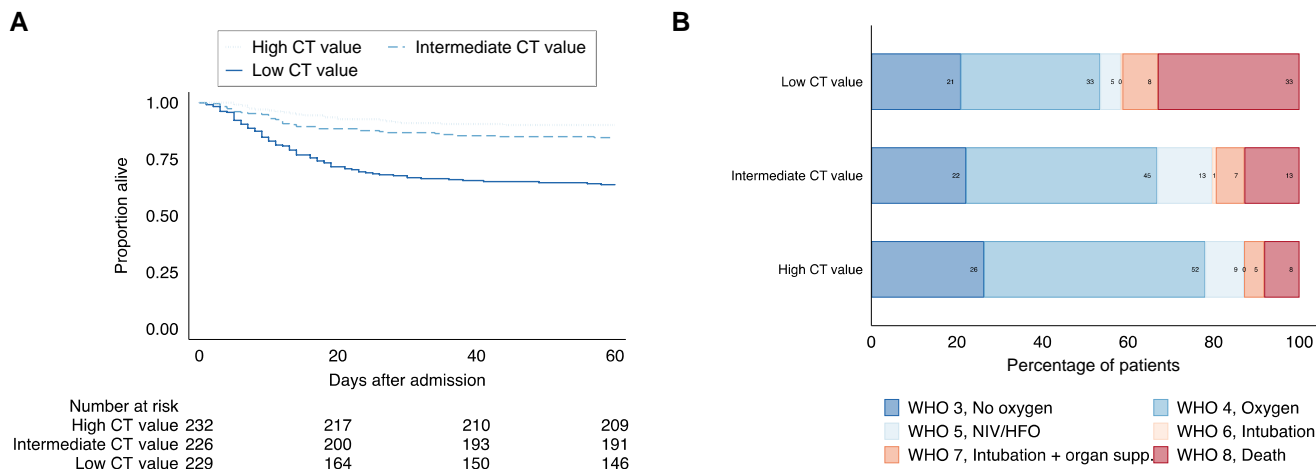 A
High CT value
Intermediate CT value
Low CT value
Proportion alive
1.00
0.75
0.50
0.25
0.00
0 20 40 60
Days after admission
Number at risk
High CT value 232 217 210 209
Intermediate CT value 226 200 193 191
Low CT value 229 164 150 146
B
Low CT value 21 33 5 0 8 33
Intermediate CT value 22 45 13 1 7 13
High CT value 26 52 9 0 5 8
0 20 40 60 80 100
Percentage of patients
WHO 3, No oxygen WHO 4, Oxygen
WHO 5, NIV/HFO WHO 6, Intubation
WHO 7, Intubation + organ supp. WHO 8, Death